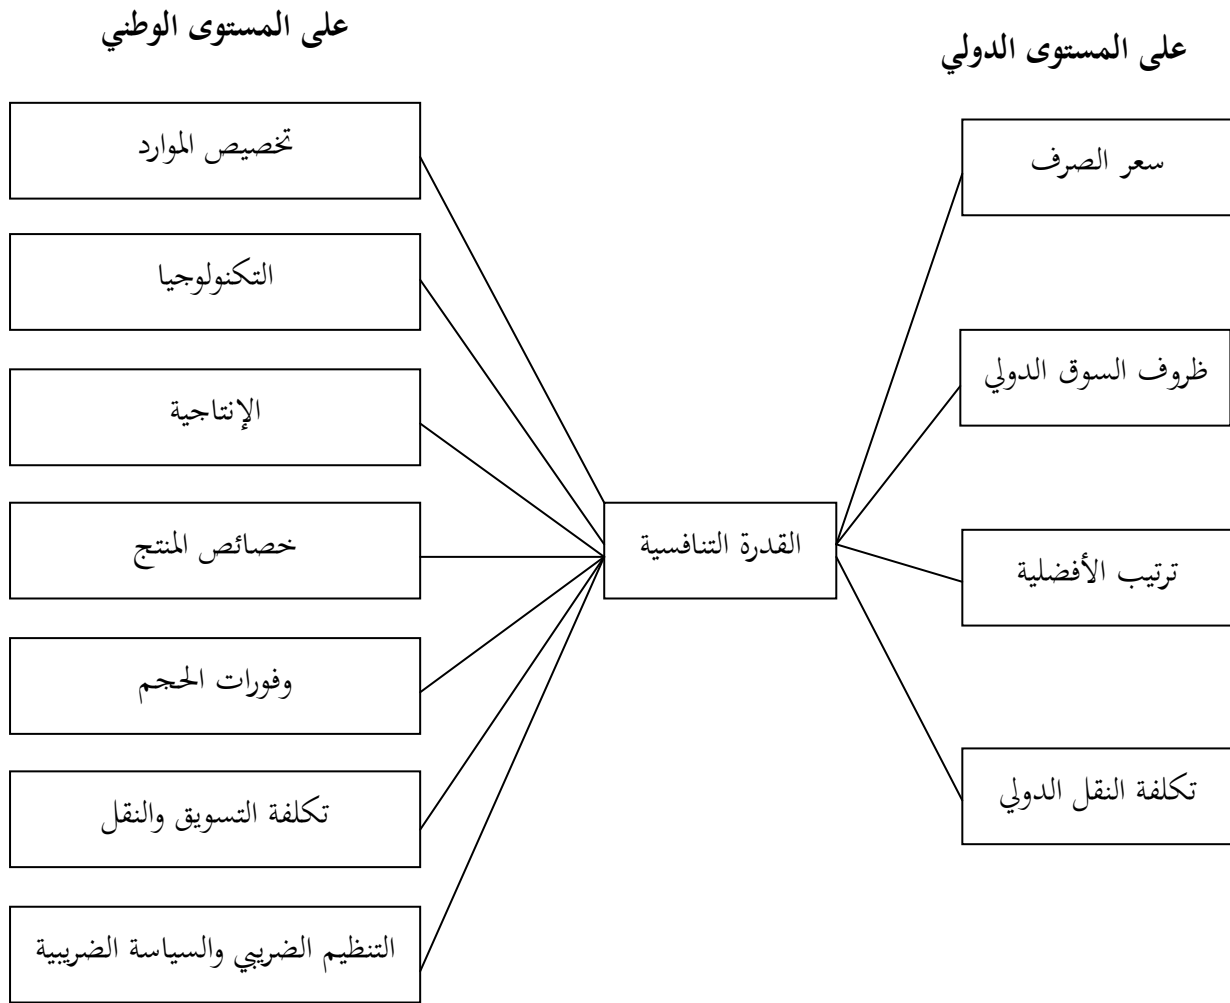 على المستوى الدولي
سعر الصرف
ظروف السوق الدولي
ترتيب الأفضلية
تكلفة النقل الدولي
القدرة التنافسية
على المستوى الوطني
تخصيص الموارد
التكنولوجيا
الإنتاجية
خصائص المنتج
وفورات الحجم
تكلفة التسويق والنقل
التنظيم الضريبي والسياسة الضريبية